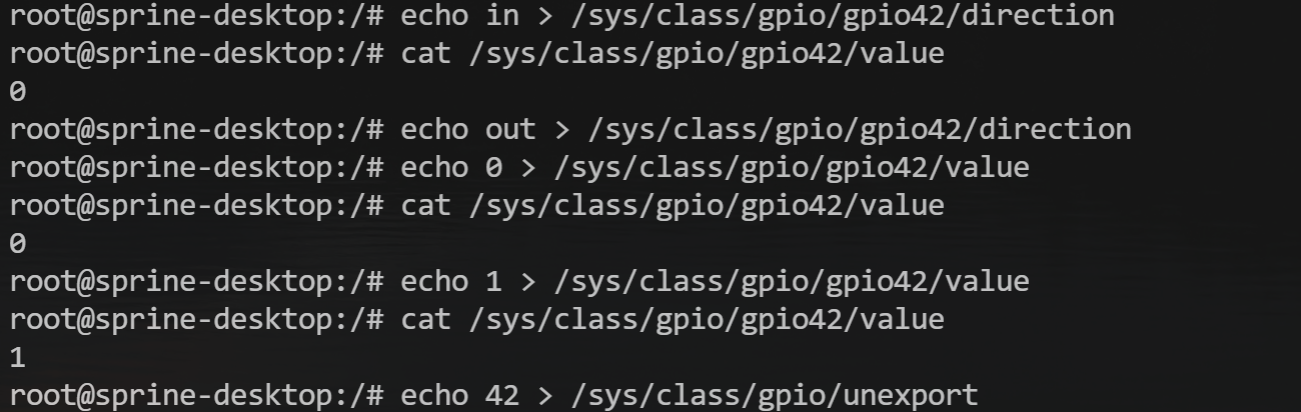 root@sprine-desktop:/# echo in > /sys/class/gpio/gpio42/direction
root@sprine-desktop:/# cat /sys/class/gpio/gpio42/value
0
root@sprine-desktop:/# echo out > /sys/class/gpio/gpio42/direction
root@sprine-desktop:/# echo 0 > /sys/class/gpio/gpio42/value
root@sprine-desktop:/# cat /sys/class/gpio/gpio42/value
0
root@sprine-desktop:/# echo 1 > /sys/class/gpio/gpio42/value
root@sprine-desktop:/# cat /sys/class/gpio/gpio42/value
1
root@sprine-desktop:/# echo 42 > /sys/class/gpio/unexport